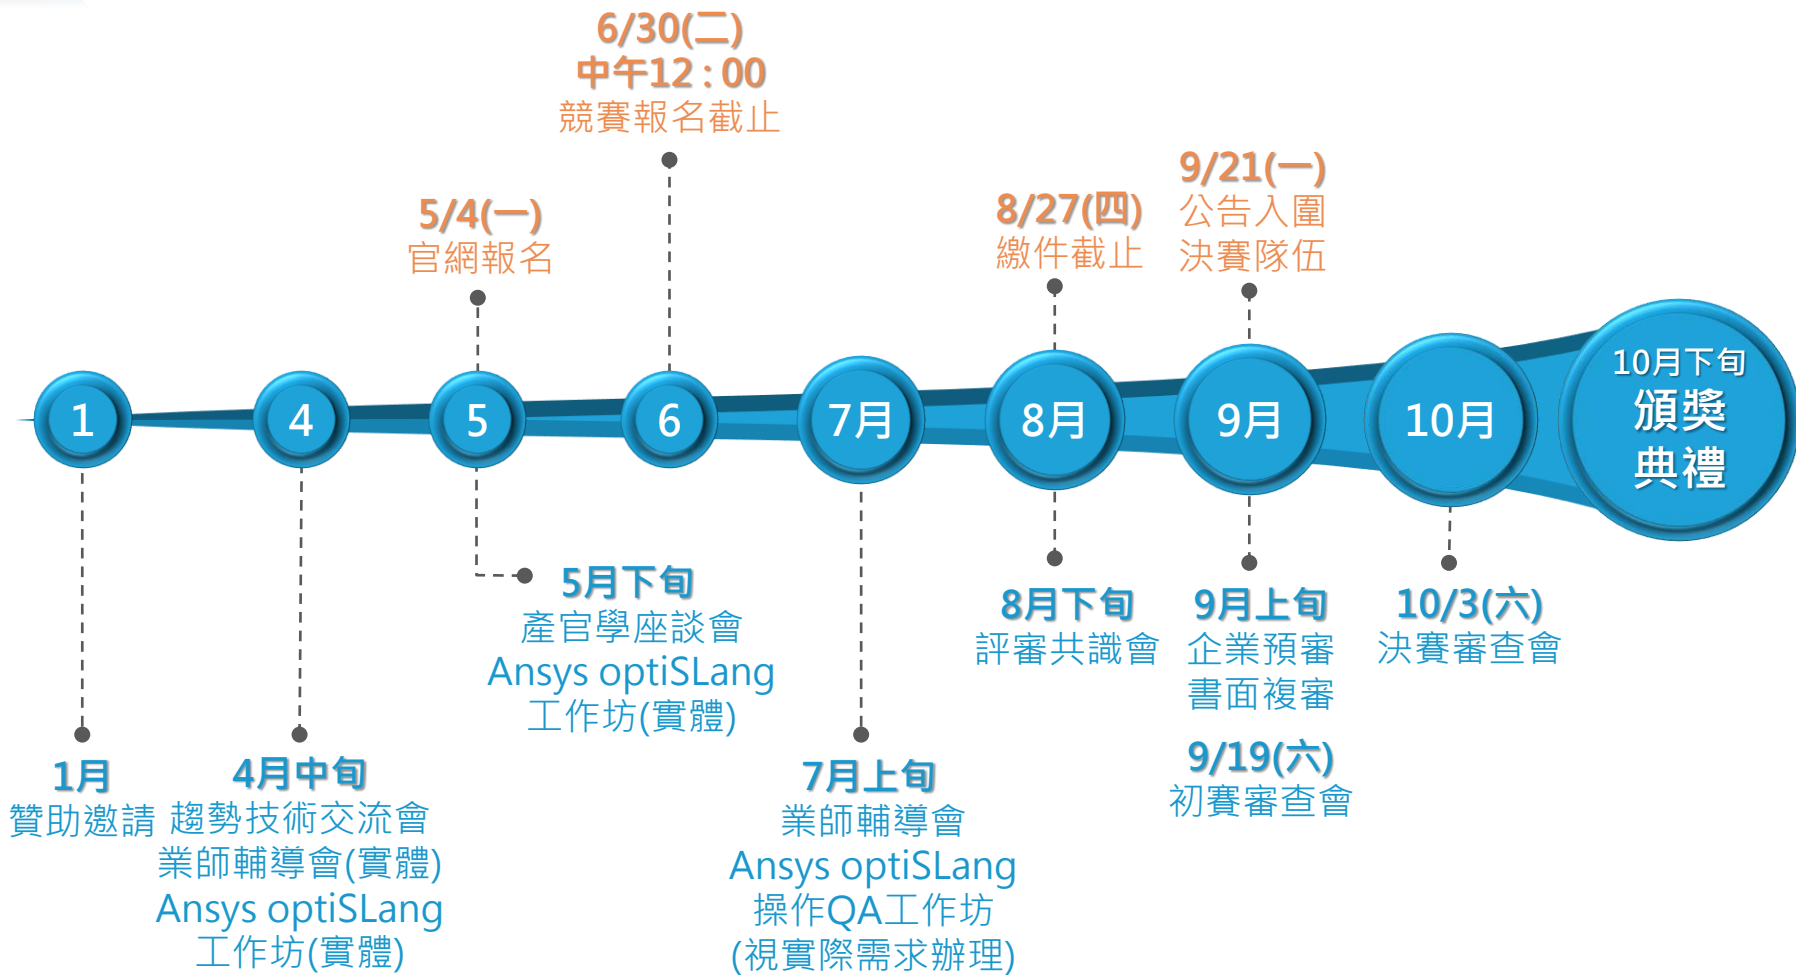 6/30(二)
中午12：00
競賽報名截止
5/4(一)
官網報名
8/27(四)
繳件截止
9/21(一)
公告入圍
決賽隊伍
1
4
5
6
7月
8月
9月
10月
10月下旬
頒獎
典禮
1月
贊助邀請
4月中旬
趨勢技術交流會
業師輔導會(實體)
Ansys optiSLang
工作坊(實體)
5月下旬
產官學座談會
Ansys optiSLang
工作坊(實體)
7月上旬
業師輔導會
Ansys optiSLang
操作QA工作坊
(視實際需求辦理)
8月下旬
評審共識會
9月上旬
企業預審
書面複審
9/19(六)
初賽審查會
10/3(六)
決賽審查會